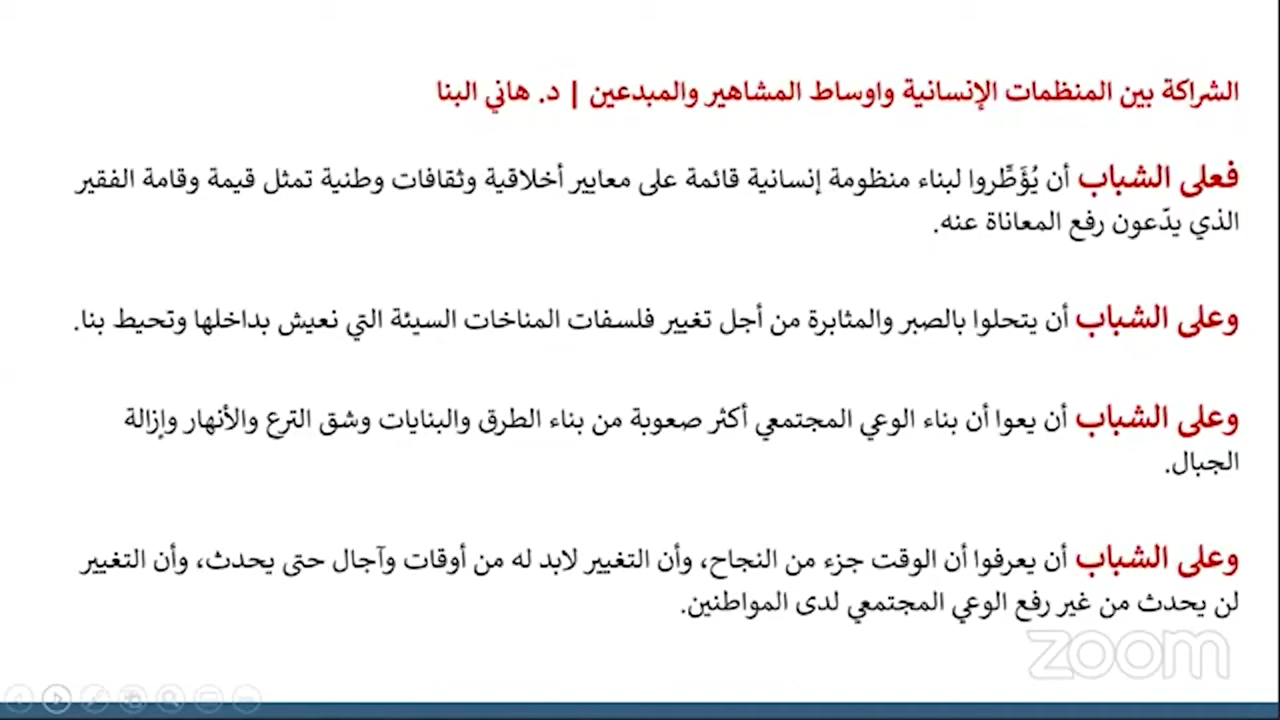 الشراكة بين المنظمات الإنسانية واوساط المشاهير والمبدعين | د. هاني البنا
فعلى الشباب أن يُؤَطِّروا لبناء منظومة إنسانية قائمة على معايير أخلاقية وثقافات وطنية تمثل قيمة وقامة الفقير
الذي يدّعون رفع المعاناة عنه.
وعلى الشباب أن يتحلوا بالصبر والمثابرة من أجل تغيير فلسفات المناخات السيئة التي نعيش بداخلها وتحيط بنا.
وعلى الشباب أن يعوا أن بناء الوعي المجتمعي أكثر صعوبة من بناء الطرق والبنايات وشق الترع والأنهار وإزالة
الجبال.
وعلى الشباب أن يعرفوا أن الوقت جزء من النجاح، وأن التغيير لابد له من أوقات وآجال حتى يحدث، وأن التغيير
لن يحدث من غير رفع الوعي المجتمعي لدى المواطنين.
zoom